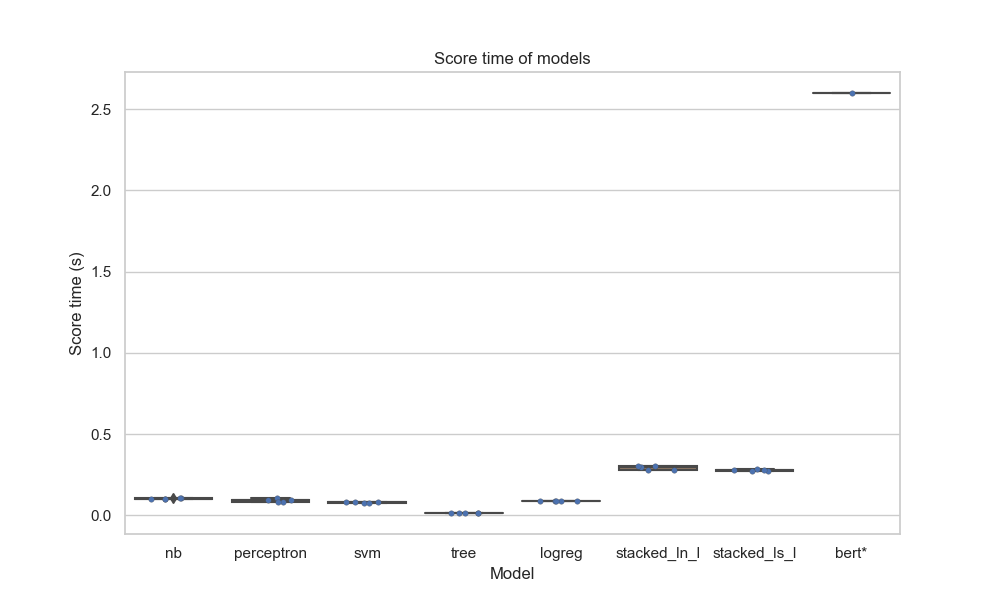 Score time of models
Score time (s)
2.5
2.0
1.5
1.0
0.5
0.0
nb perceptron svm tree logreg stacked_ln_l stacked_ls_l bert*
Model